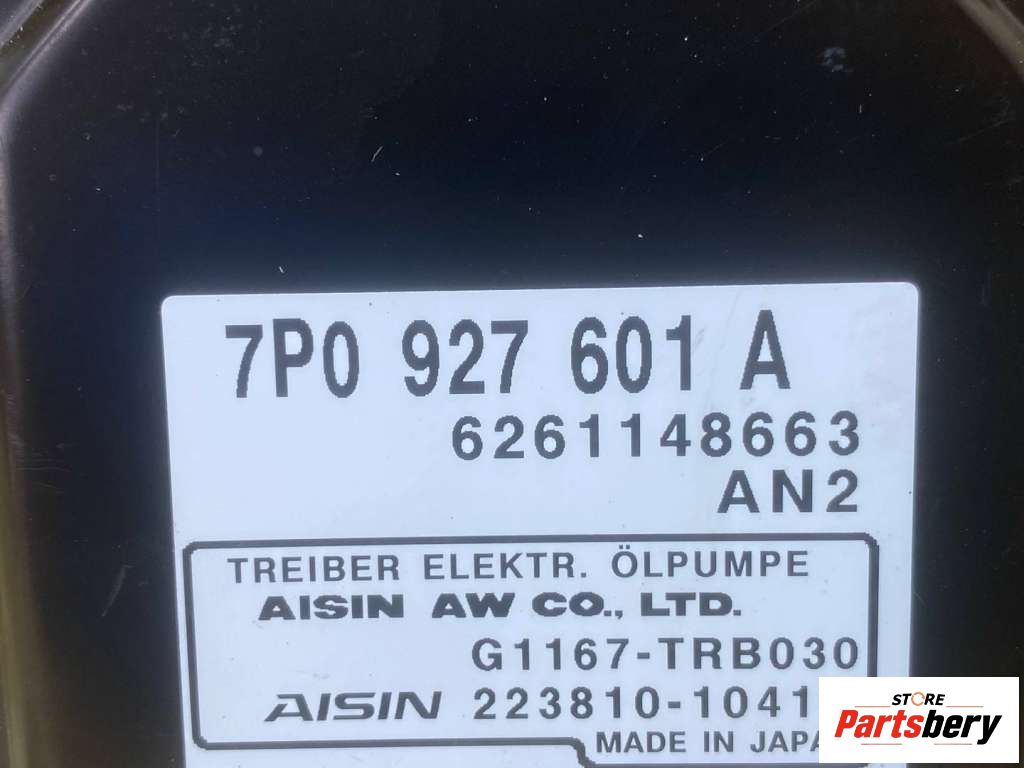 7P0 927 601 A
6261148663
AN2
TREIBER ELEKTR. ÖLPUMPE
AISIN AW CO., LTD.
G1167-TRB030
AISIN 223810-1041
MADE IN
STORE
Partsbery